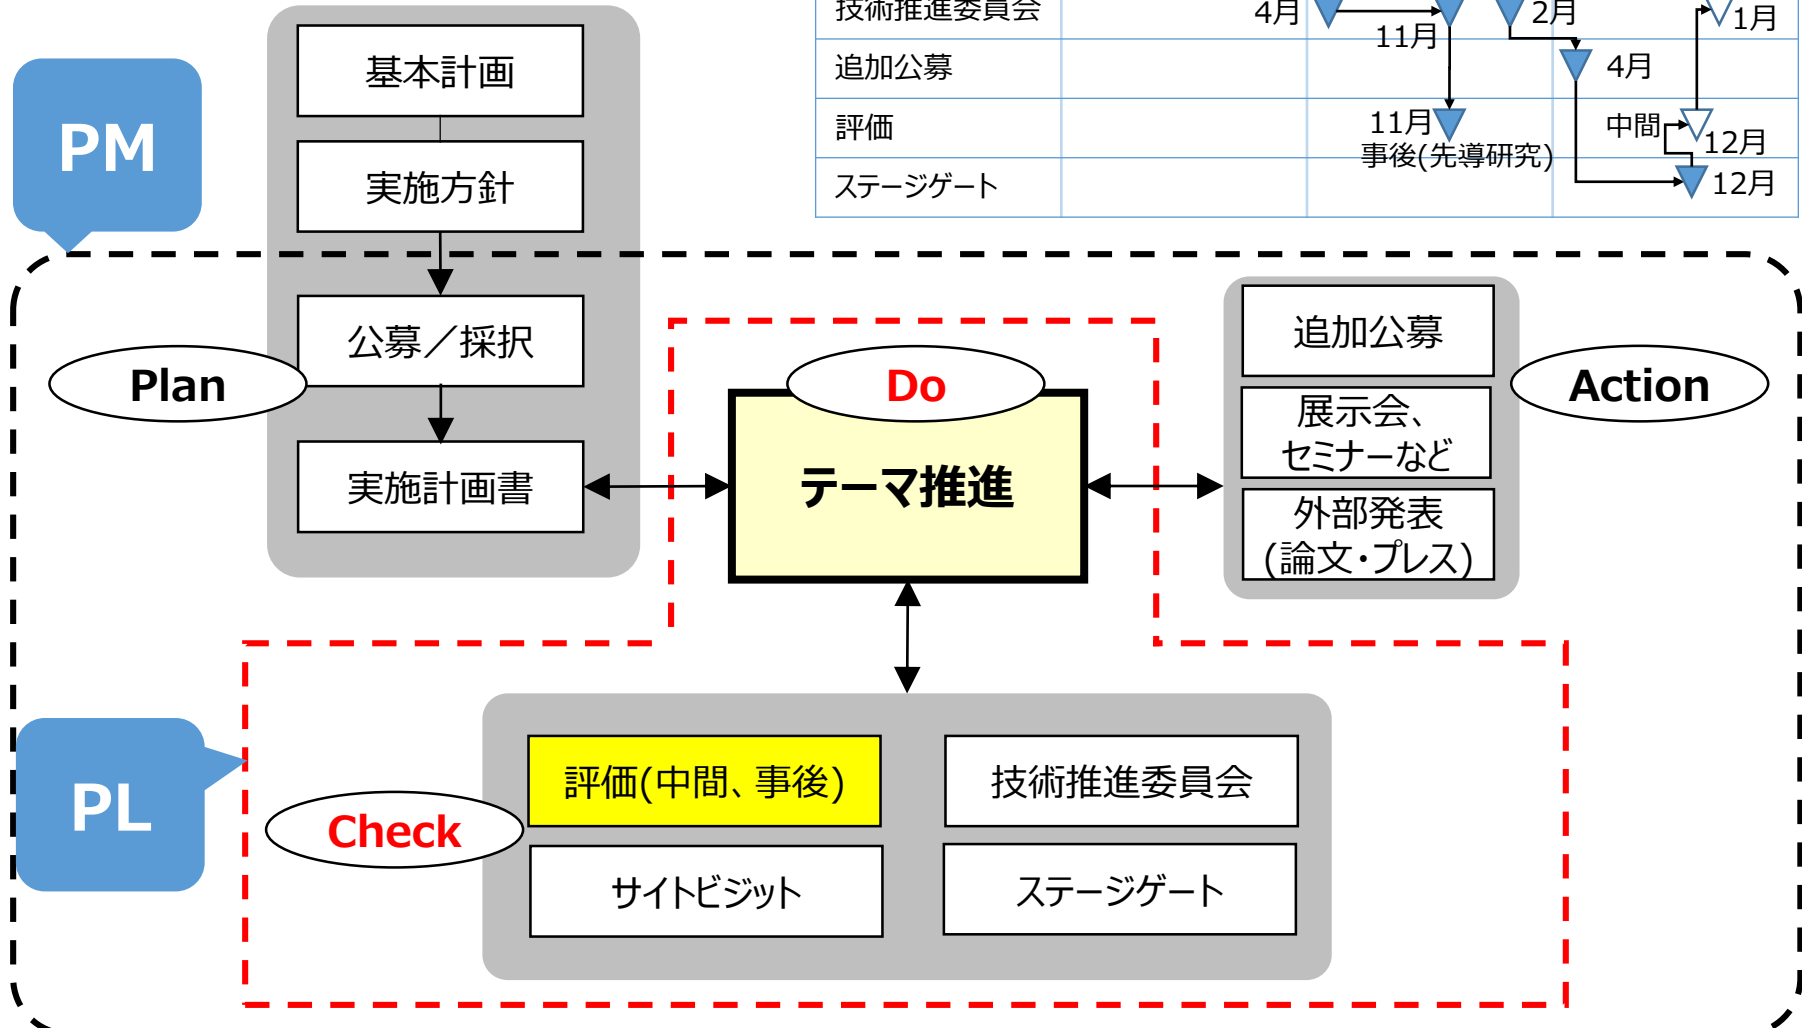 技術推進委員会
4月
11月
2月
1月
追加公募
4月
評価
11月
事後(先導研究)
中間
12月
ステージゲート
12月
PM
基本計画
実施方針
公募／採択
実施計画書
Plan
Do
テーマ推進
追加公募
展示会、
セミナーなど
外部発表
(論文・プレス)
Action
PL
Check
評価(中間、事後)
技術推進委員会
サイトビジット
ステージゲート